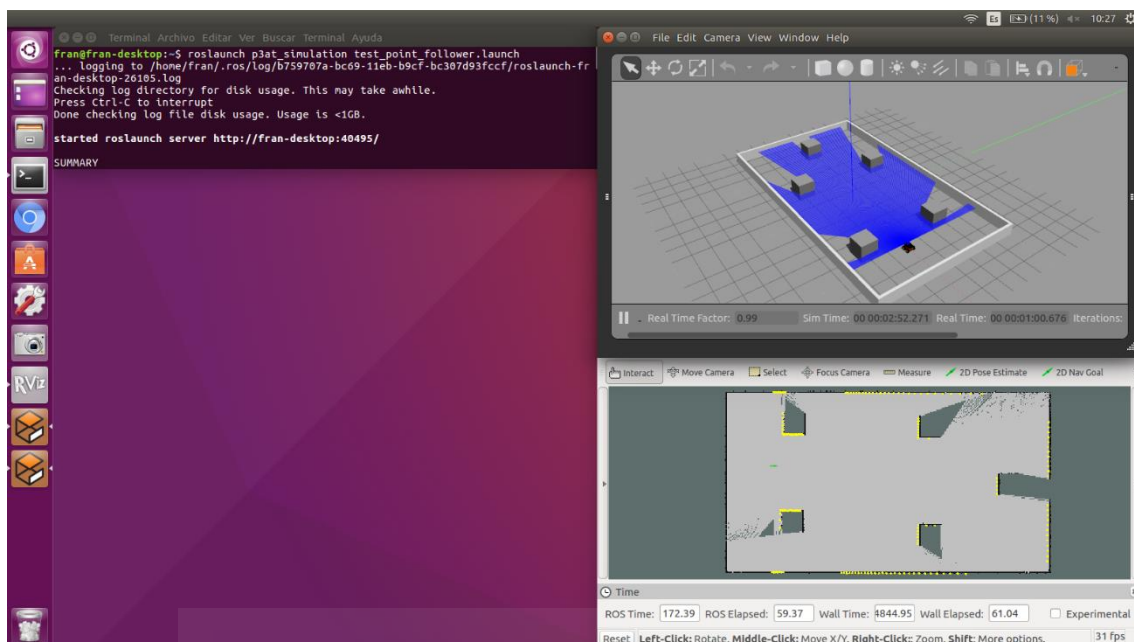 Es (11%) 10:27
Terminal Archivo Editar Ver Buscar Terminal Ayuda
fran@fran-desktop:~$ roslaunch p3at_simulation test_point_follower.launch
... logging to /home/fran/.ros/log/b759707a-bc69-11eb-b9cf-bc307d93fccf/roslaunch-fr
an-desktop-26105.log
Checking log directory for disk usage. This may take awhile.
Press Ctrl-C to interrupt
Done checking log file disk usage. Usage is <1GB.
started roslaunch server http://fran-desktop:40495/
SUMMARY
RViz
File Edit Camera View Window Help
Real Time Factor: 0.99 Sim Time: 00 00:02:52.271 Real Time: 00 00:01:00.676 Iterations:
Interact Move Camera Select Focus Camera Measure 2D Pose Estimate 2D Nav Goal
Time
ROS Time: 172.39 ROS Elapsed: 59.37 Wall Time: 4844.95 Wall Elapsed: 61.04 Experimental
Reset Left-Click: Rotate. Middle-Click: Move X/Y. Right-Click: Zoom. Shift: More options. 31 fps